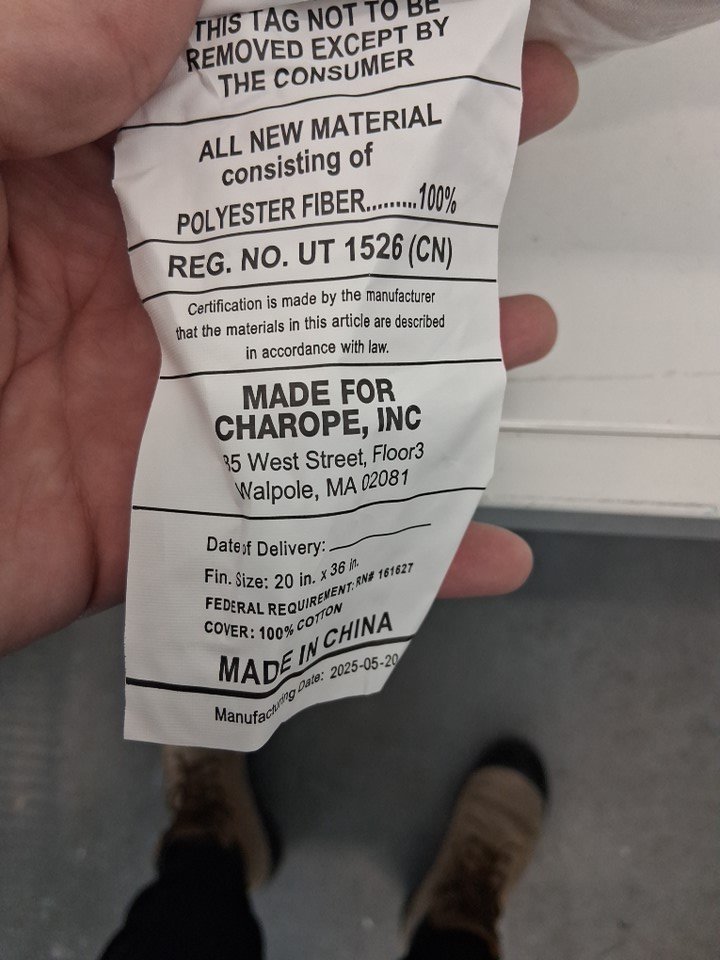 THIS TAG NOT TO BE
REMOVED EXCEPT BY
THE CONSUMER
ALL NEW MATERIAL
consisting of
POLYESTER FIBER.........100%
REG. NO. UT 1526 (CN)
Certification is made by the manufacturer
that the materials in this article are described
in accordance with law.
MADE FOR
CHAROPE, INC
35 West Street, Floor3
Walpole, MA 02081
Date of Delivery:
Fin. Size: 20 in. x 36 in.
FEDERAL REQUIREMENT: RN# 161627
COVER: 100% COTTON
MADE IN CHINA
Manufacturing Date: 2025-05-20